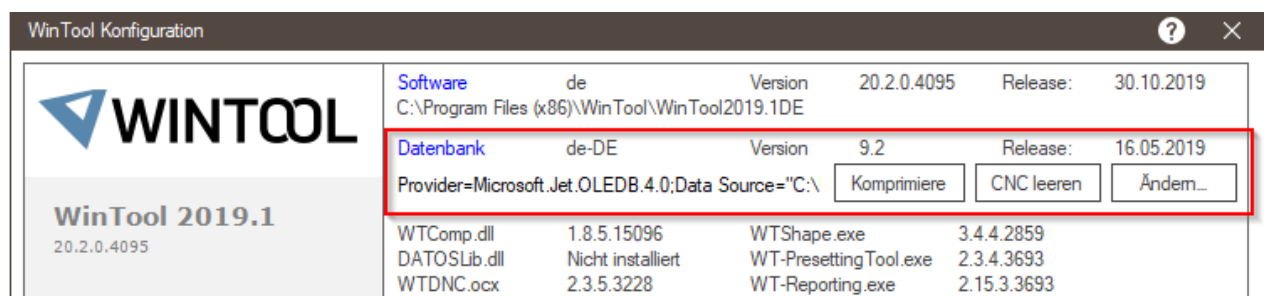 WinTool Konfiguration ?
WINTOOL
WinTool 2019.1
20.2.0.4095
Software de Version 20.2.0.4095 Release: 30.10.2019
C:\Program Files (x86)\WinTool\WinTool2019.1DE
Datenbank de-DE Version 9.2 Release: 16.05.2019
Provider=Microsoft.Jet.OLEDB.4.0;Data Source="C:\ Komprimiere CNC leeren Ändern...
WTComp.dll 1.8.5.15096 WTShape.exe 3.4.4.2859
DATOSLib.dll Nicht installiert WT-PresettingTool.exe 2.3.4.3693
WTDNC.ocx 2.3.5.3228 WT-Reporting.exe 2.15.3.3693